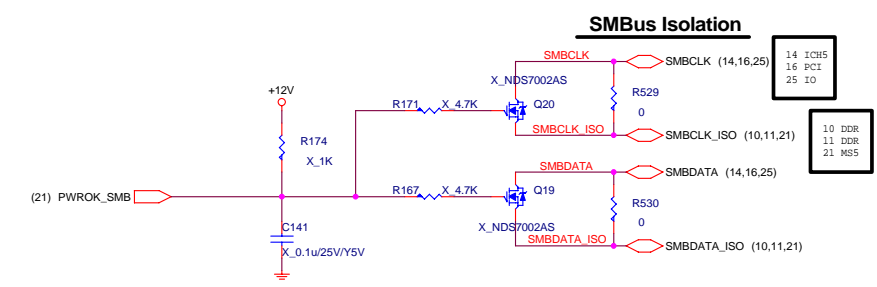 SMBus Isolation
SMBCLK
SMBCLK (14,16,25)
14 ICH5
16 PCI
25 IO
X_NDS7002AS
+12V
R171 X_4.7K
Q20
R529
0
SMBCLK_ISO
SMBCLK_ISO (10,11,21)
10 DDR
11 DDR
21 MS5
R174
X_1K
SMBDATA
SMBDATA (14,16,25)
(21) PWROK_SMB
R167 X_4.7K
Q19
R530
0
C141
X_NDS7002AS
SMBDATA_ISO
SMBDATA_ISO (10,11,21)
X_0.1u/25V/Y5V